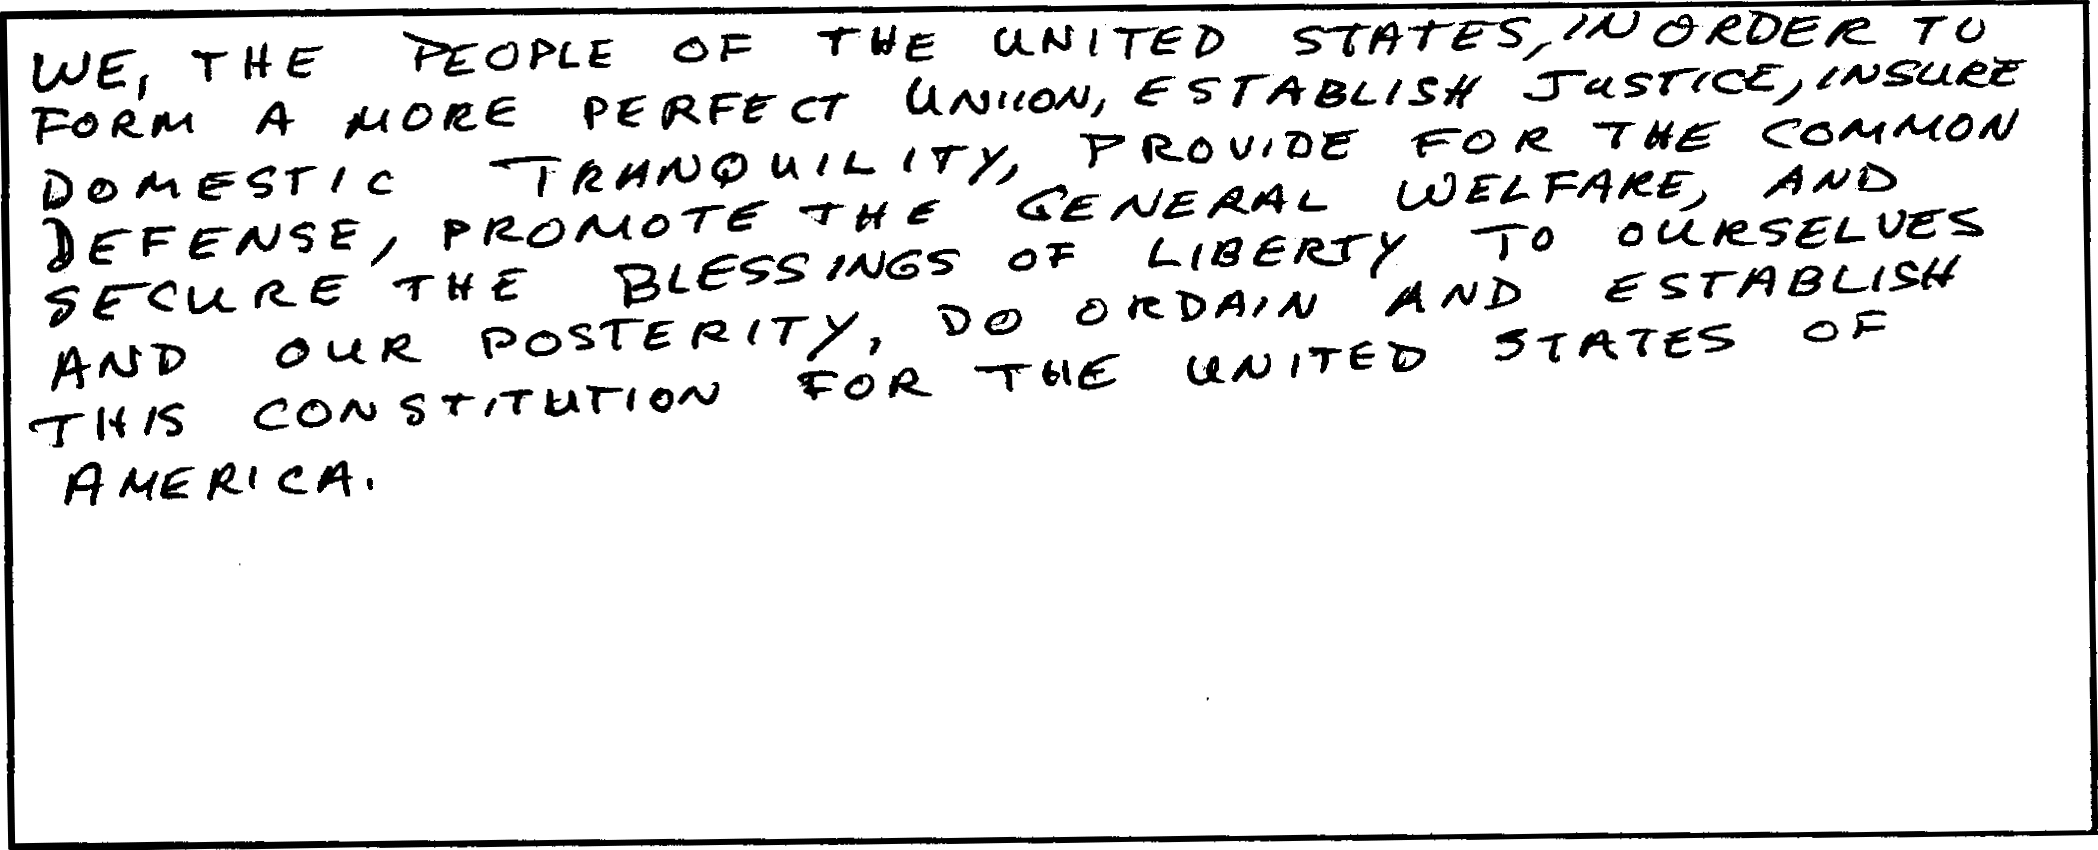 WE, THE PEOPLE OF THE UNITED STATES, IN ORDER TO
FORM A MORE PERFECT UNIION, ESTABLISH JUSTICE, INSURE
DOMESTIC TRANQUILITY, PROVIDE FOR THE COMMON
DEFENSE, PROMOTE THE GENERAL WELFARE, AND
SECURE THE BLESSINGS OF LIBERTY TO OURSELVES
AND OUR POSTERITY, DO ORDAIN AND ESTABLISH
THIS CONSTITUTION FOR THE UNITED STATES OF
AMERICA.